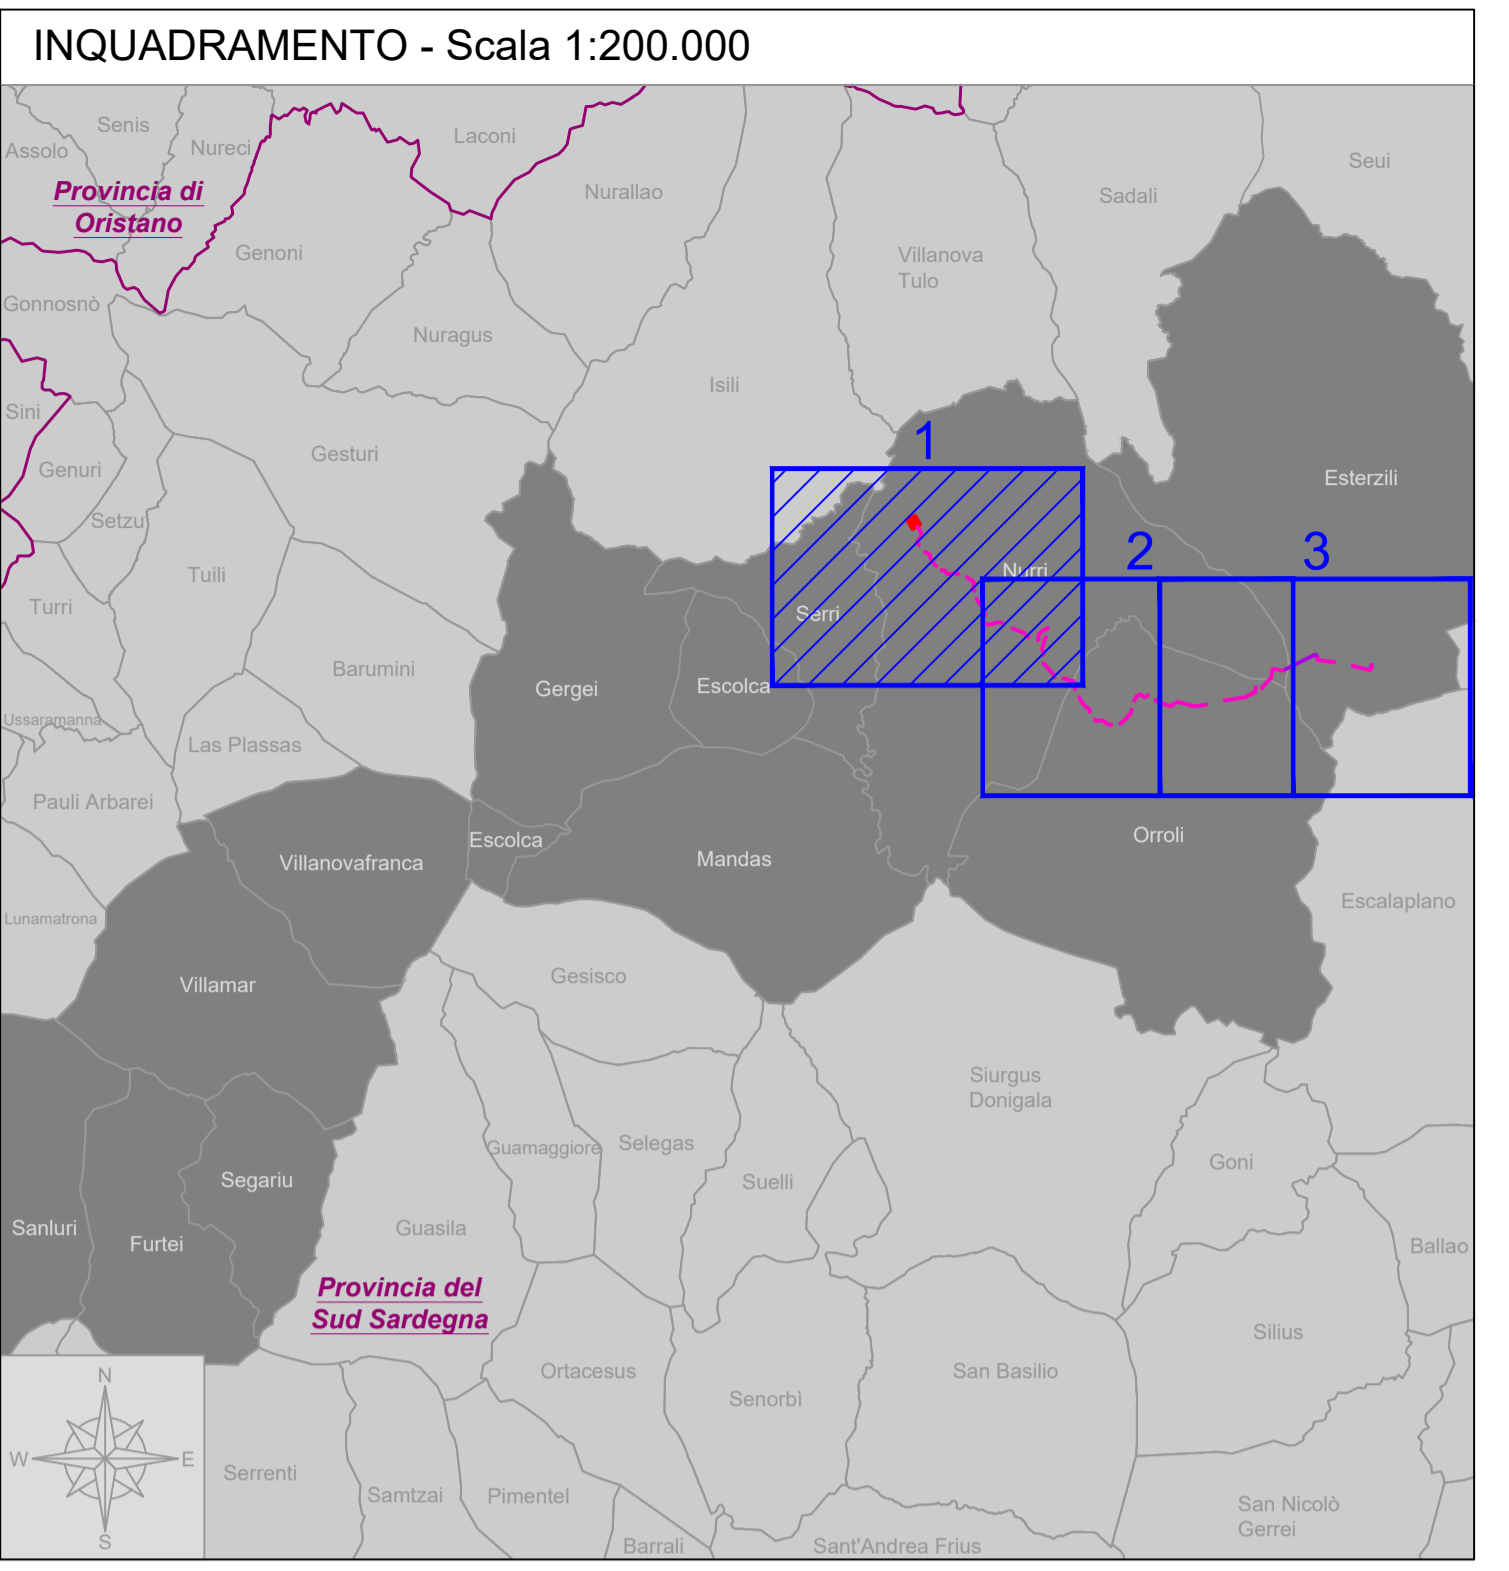 INQUADRAMENTO - Scala 1:200.000
Senis
Assolo
Nureci
Laconi
Seui
Provincia di
Oristano
Nurallao
Sadali
Genoni
Villanova
Tulo
Gonnosnò
Nuragus
Isili
Sini
Genuri
Gesturi
1
Esterzili
Setzu
2
3
Tuili
Nurri
Turri
Serri
Barumini
Gergei
Escolca
Ussaramanna
Las Plassas
Pauli Arbarei
Escolca
Orroli
Villanovafranca
Mandas
Lunamatrona
Escalaplano
Villamar
Gesisco
Siurgus
Donigala
Guamaggiore
Selegas
Goni
Segariu
Suelli
Sanluri
Furtei
Guasila
Ballao
Provincia del
Sud Sardegna
Silius
Ortacesus
Senorbì
San Basilio
N
W
E
S
Serrenti
Samtzai
Pimentel
San Nicolò
Gerrei
Barrali
Sant'Andrea Frius